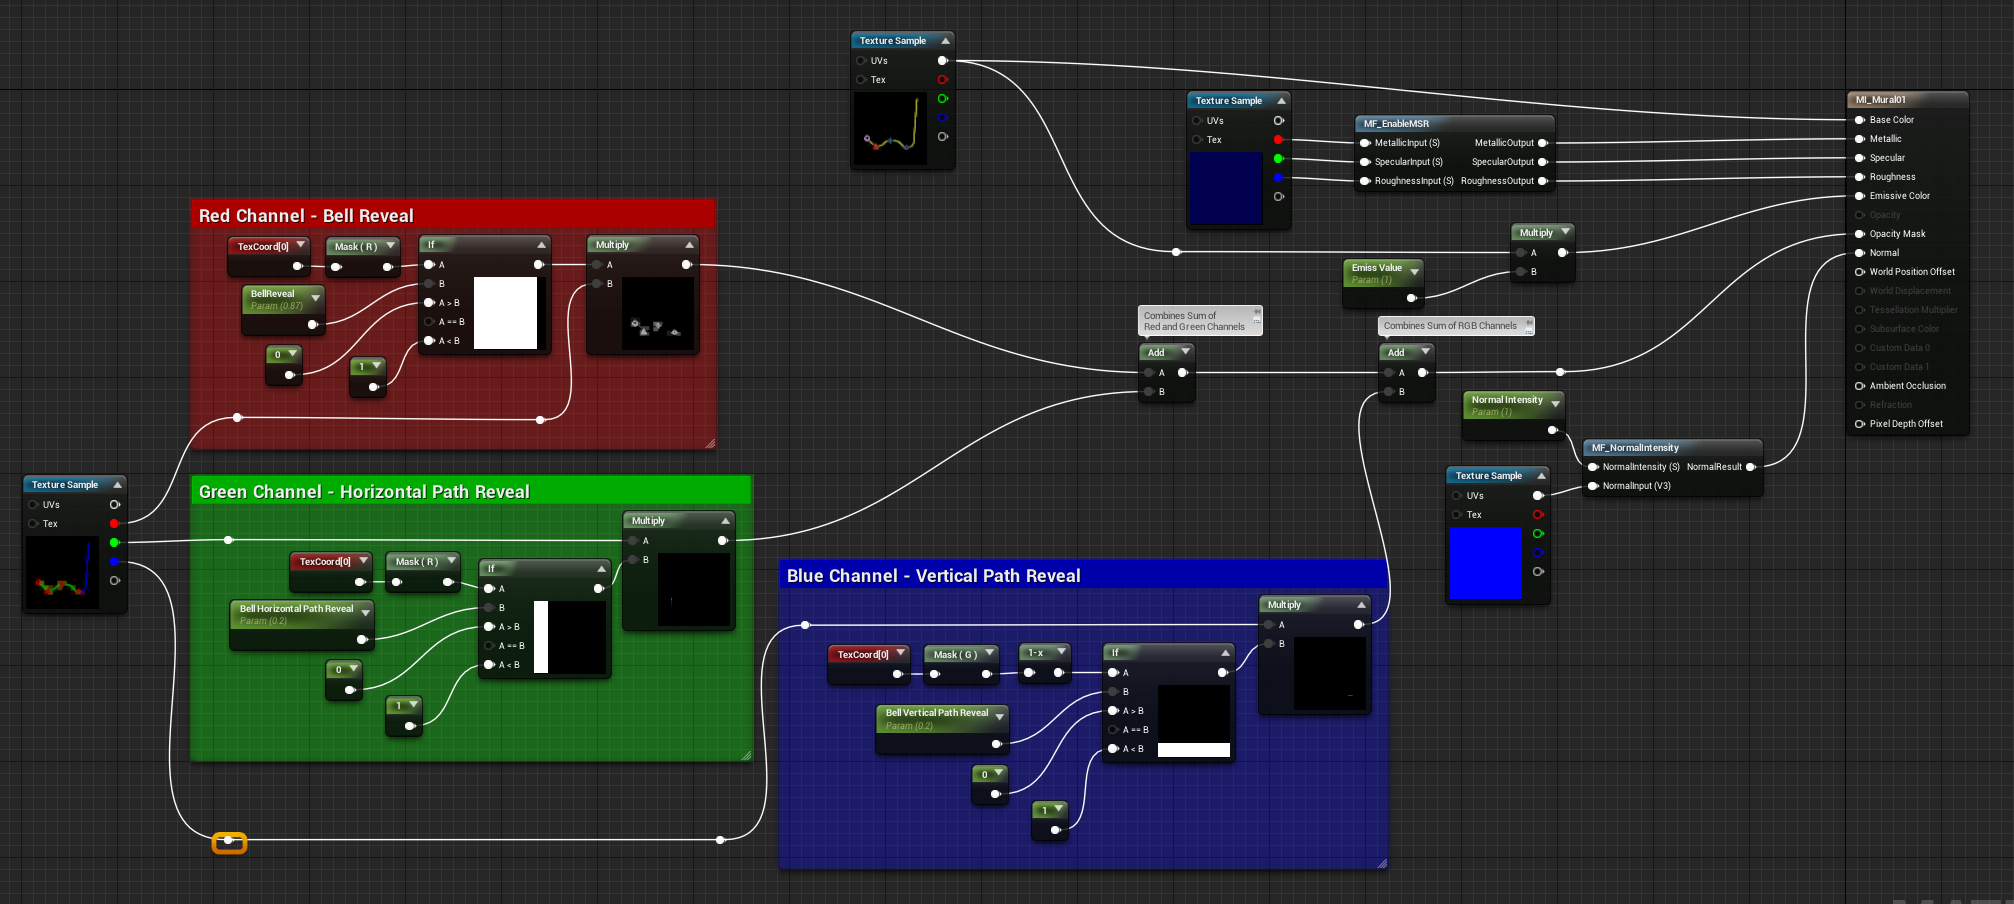 Texture Sample
UVs
Tex
Texture Sample
UVs
Tex
MF_EnableMSR
MetallicInput (S) MetallicOutput
SpecularInput (S) SpecularOutput
RoughnessInput (S) RoughnessOutput
MI_Mural01
Base Color
Metallic
Specular
Roughness
Emissive Color
Opacity
Opacity Mask
Normal
World Position Offset
World Displacement
Tessellation Multiplier
Subsurface Color
Custom Data 0
Custom Data 1
Ambient Occlusion
Refraction
Pixel Depth Offset
Multiply
A
B
Emiss Value
Param (1)
Red Channel - Bell Reveal
TexCoord[0]
Mask ( R )
If
A
B
A > B
A == B
A < B
Multiply
A
B
BellReveal
Param (0.87)
0
1
Combines Sum of
Red and Green Channels
Add
A
B
Combines Sum of RGB Channels
Add
A
B
Normal Intensity
Param (1)
MF_NormalIntensity
NormalIntensity (S) NormalResult
NormalInput (V3)
Texture Sample
UVs
Tex
Texture Sample
UVs
Tex
Green Channel - Horizontal Path Reveal
Multiply
A
B
TexCoord[0]
Mask ( R )
If
A
B
A > B
A == B
A < B
Bell Horizontal Path Reveal
Param (0.2)
0
1
Blue Channel - Vertical Path Reveal
Multiply
A
B
TexCoord[0]
Mask ( G )
1-x
If
A
B
A > B
A == B
A < B
Bell Vertical Path Reveal
Param (0.2)
0
1